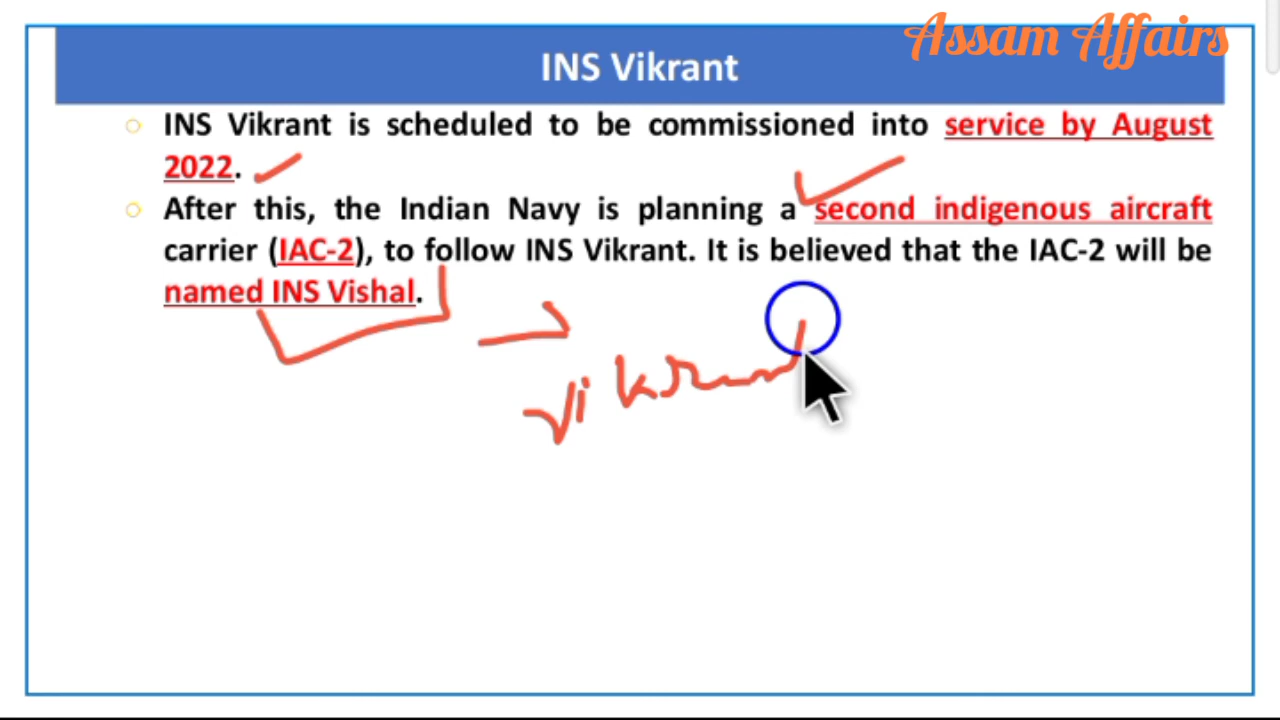 Assam Affairs
INS Vikrant
INS Vikrant is scheduled to be commissioned into service by August
2022.
After this, the Indian Navy is planning a second indigenous aircraft
carrier (IAC-2), to follow INS Vikrant. It is believed that the IAC-2 will be
named INS Vishal.
Vikrant